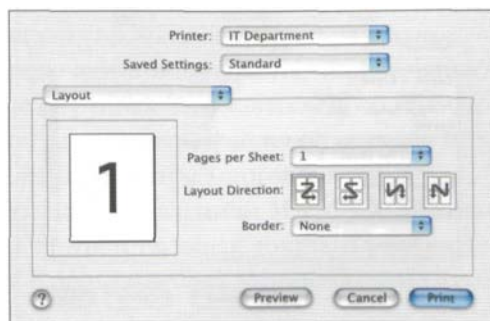 Printer: IT Department
Saved Settings: Standard
Layout
1
Pages per Sheet: 1
Layout Direction:
Border: None
?
Preview Cancel Print